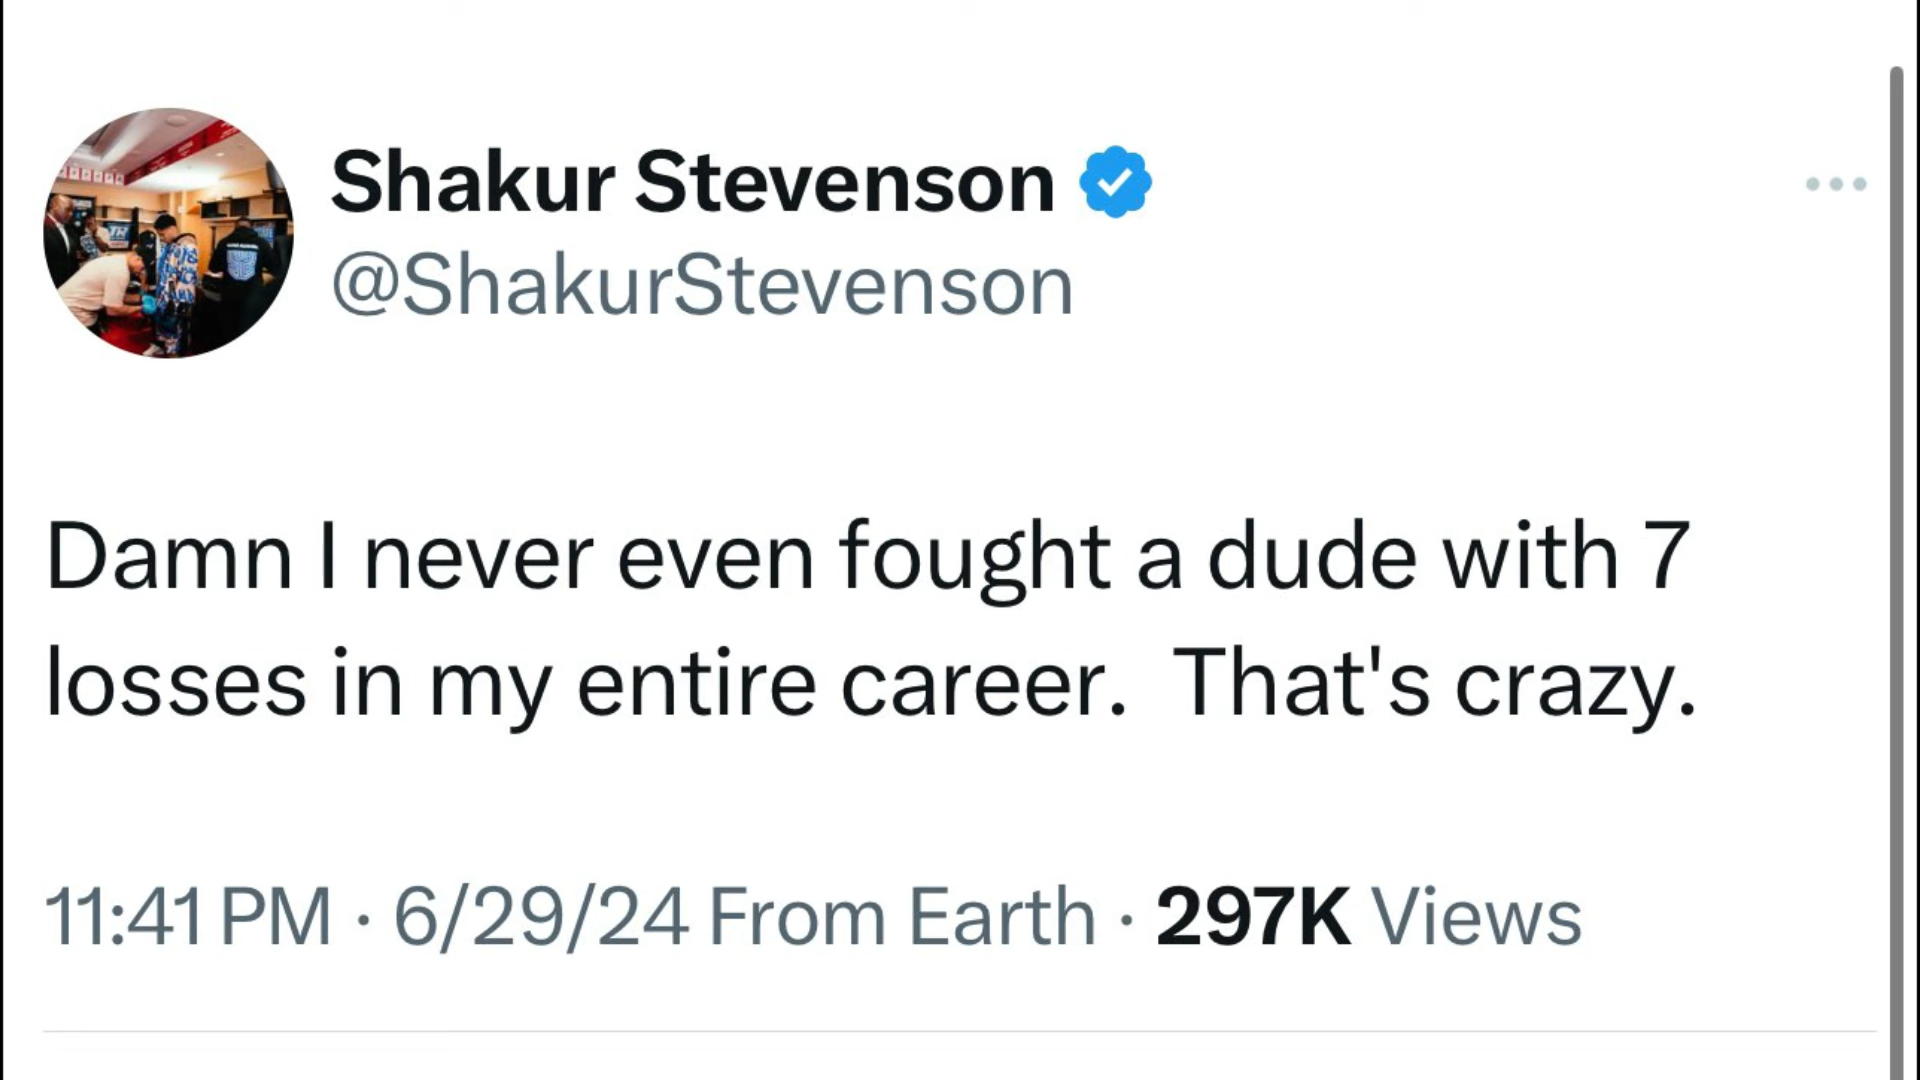 Shakur Stevenson
@ShakurStevenson
Damn I never even fought a dude with 7
losses in my entire career.  That's crazy.
11:41 PM · 6/29/24 From Earth · 297K Views